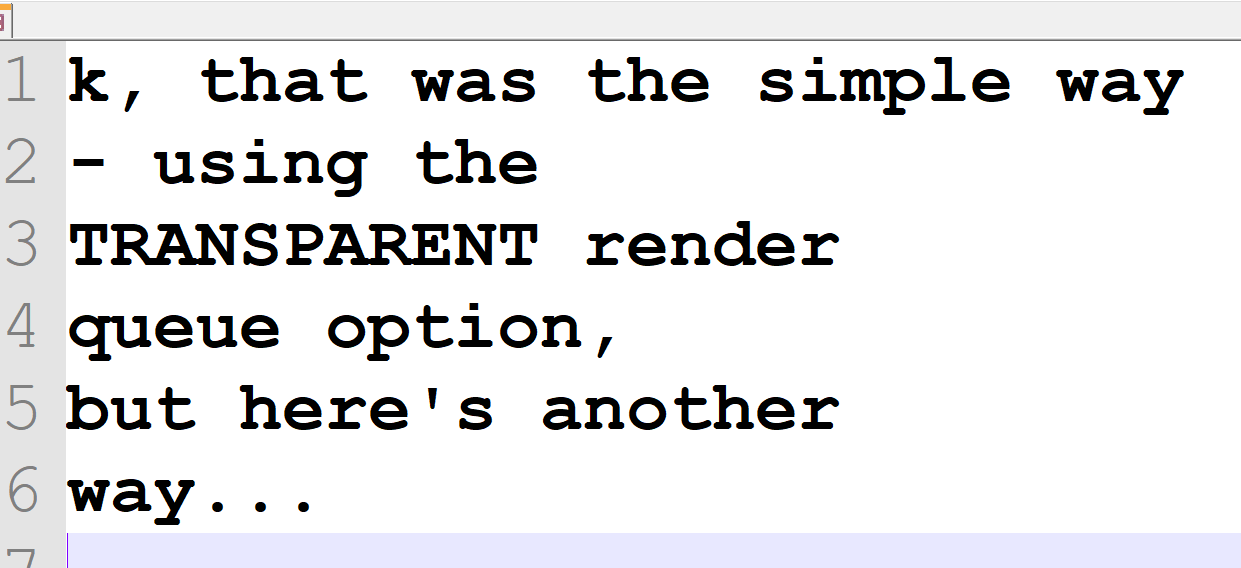 1 k, that was the simple way
2 - using the
3 TRANSPARENT render
4 queue option,
5 but here's another
6 way...
7